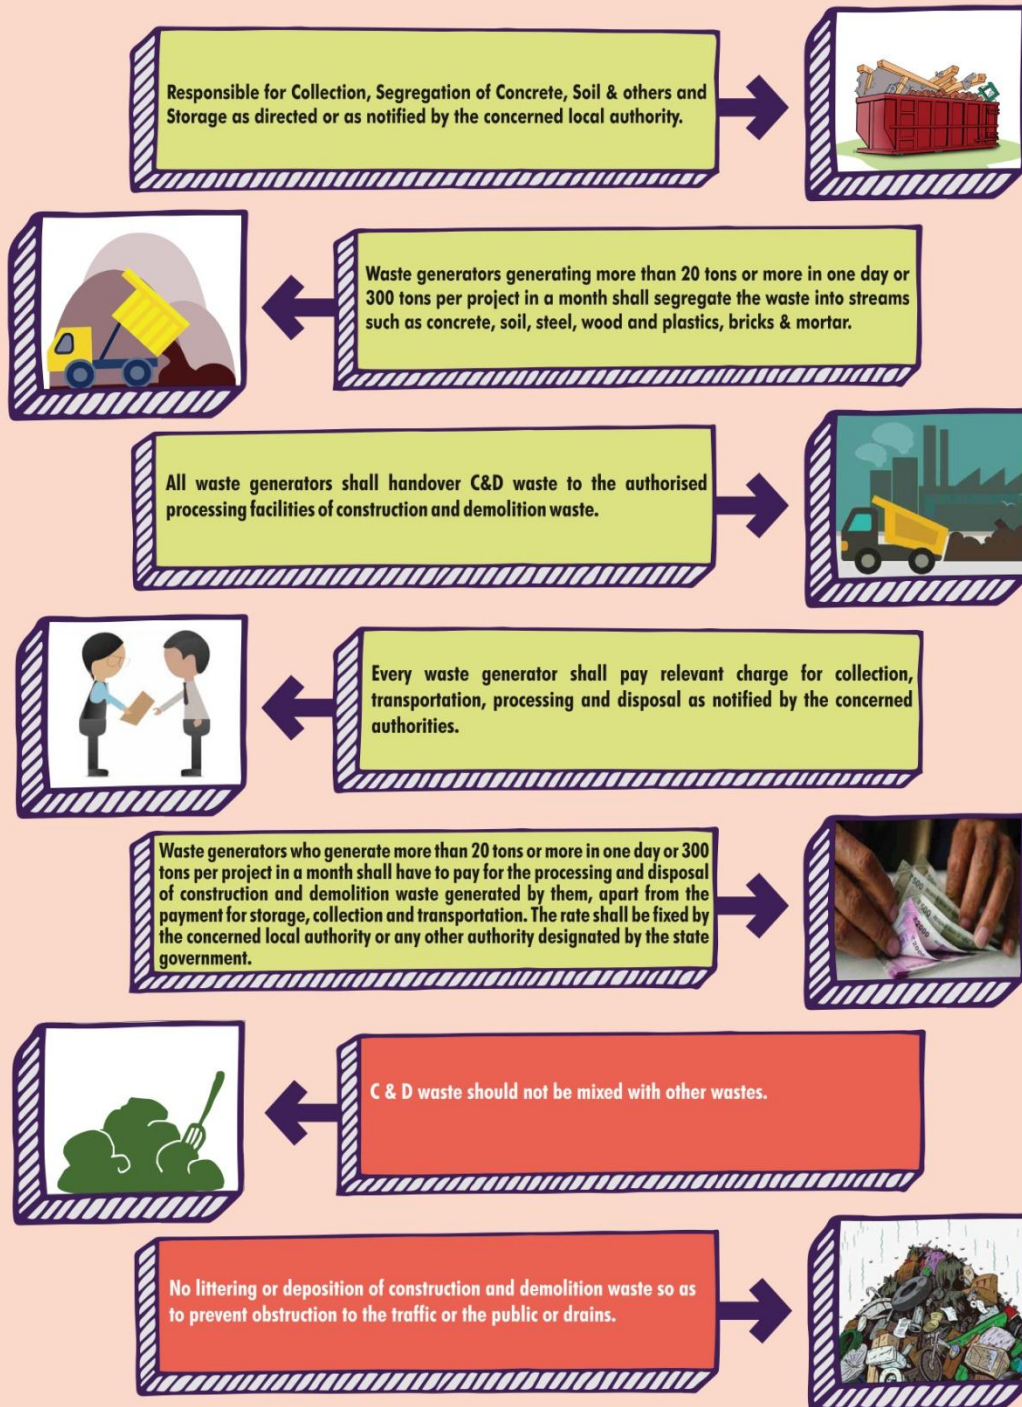 Responsible for Collection, Segregation of Concrete, Soil & others and
Storage as directed or as notified by the concerned local authority.
Waste generators generating more than 20 tons or more in one day or
300 tons per project in a month shall segregate the waste into streams
such as concrete, soil, steel, wood and plastics, bricks & mortar.
All waste generators shall handover C&D waste to the authorised
processing facilities of construction and demolition waste.
Every waste generator shall pay relevant charge for collection,
transportation, processing and disposal as notified by the concerned
authorities.
Waste generators who generate more than 20 tons or more in one day or 300
tons per project in a month shall have to pay for the processing and disposal
of construction and demolition waste generated by them, apart from the
payment for storage, collection and transportation. The rate shall be fixed by
the concerned local authority or any other authority designated by the state
government.
C & D waste should not be mixed with other wastes.
No littering or deposition of construction and demolition waste so as
to prevent obstruction to the traffic or the public or drains.